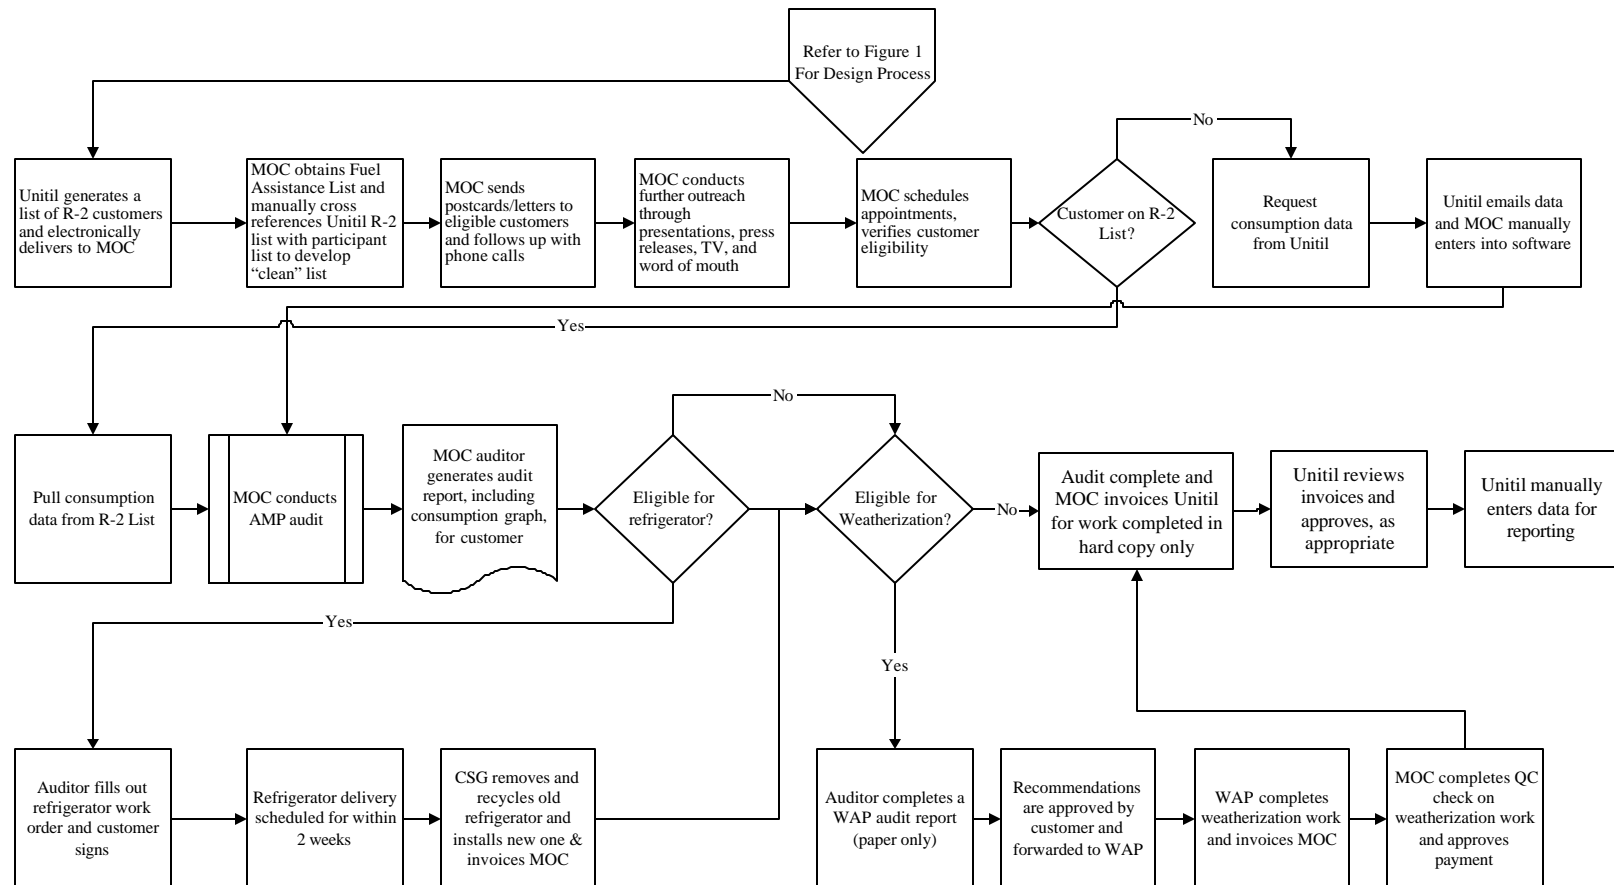 Refer to Figure 1
For Design Process
No
Unitil generates a
list of R-2 customers
and electronically
delivers to MOC
MOC obtains Fuel
Assistance List and
manually cross
references Unitil R-2
list with participant
list to develop
“clean” list
MOC sends
postcards/letters to
eligible customers
and follows up with
phone calls
MOC conducts
further outreach
through
presentations, press
releases, TV, and
word of mouth
MOC schedules
appointments,
verifies customer
eligibility
Customer on R-2
List?
Request
consumption data
from Unitil
Unitil emails data
and MOC manually
enters into software
Yes
No
Pull consumption
data from R-2 List
MOC conducts
AMP audit
MOC auditor
generates audit
report, including
consumption graph,
for customer
Eligible for
refrigerator?
Eligible for
Weatherization?
No
Audit complete and
MOC invoices Unitil
for work completed in
hard copy only
Unitil reviews
invoices and
approves, as
appropriate
Unitil manually
enters data for
reporting
Yes
Yes
Auditor fills out
refrigerator work
order and customer
signs
Refrigerator delivery
scheduled for within
2 weeks
CSG removes and
recycles old
refrigerator and
installs new one &
invoices MOC
Auditor completes a
WAP audit report
(paper only)
Recommendations
are approved by
customer and
forwarded to WAP
WAP completes
weatherization work
and invoices MOC
MOC completes QC
check on
weatherization work
and approves
payment